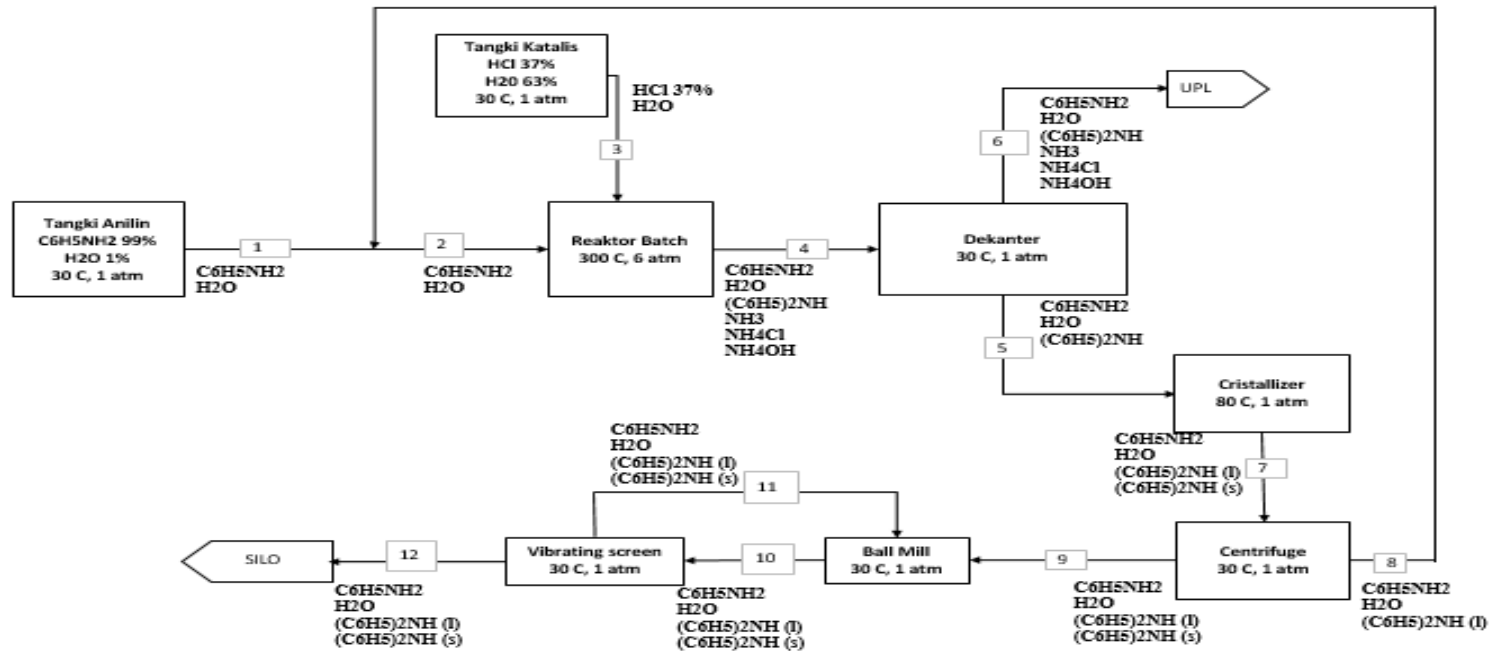 Tangki Katalis
HCl 37%
H20 63%
30 C, 1 atm
HCl 37%
H2O
3
UPL
C6H5NH2
H2O
(C6H5)2NH
NH3
NH4Cl
NH4OH
6
Tangki Anilin
C6H5NH2 99%
H2O 1%
30 C, 1 atm
1
C6H5NH2
H2O
2
C6H5NH2
H2O
Reaktor Batch
300 C, 6 atm
4
C6H5NH2
H2O
(C6H5)2NH
NH3
NH4Cl
NH4OH
Dekanter
30 C, 1 atm
C6H5NH2
H2O
(C6H5)2NH
5
Cristallizer
80 C, 1 atm
C6H5NH2
H2O
(C6H5)2NH (l)
(C6H5)2NH (s)
7
C6H5NH2
H2O
(C6H5)2NH (l)
(C6H5)2NH (s)
11
SILO
12
C6H5NH2
H2O
(C6H5)2NH (l)
(C6H5)2NH (s)
Vibrating screen
30 C, 1 atm
10
C6H5NH2
H2O
(C6H5)2NH (l)
(C6H5)2NH (s)
Ball Mill
30 C, 1 atm
9
C6H5NH2
H2O
(C6H5)2NH (l)
(C6H5)2NH (s)
Centrifuge
30 C, 1 atm
8
C6H5NH2
H2O
(C6H5)2NH (l)